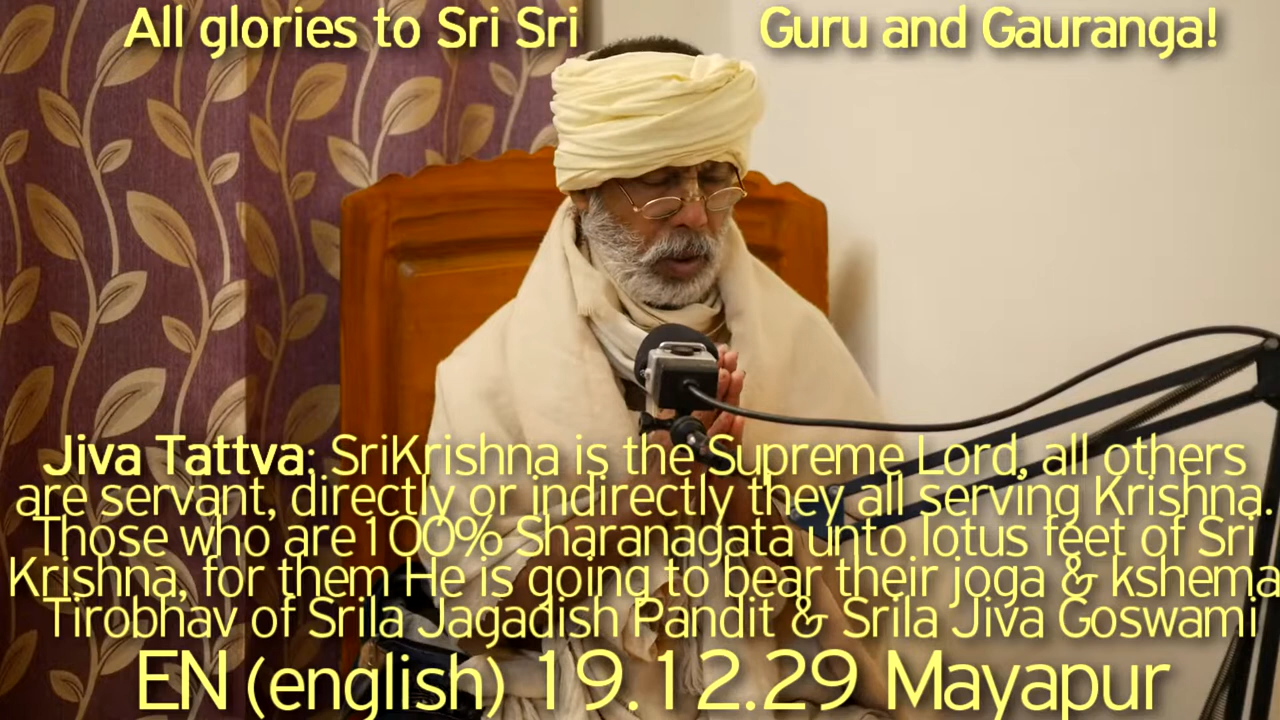 All glories to Sri Sri Guru and Gauranga!
Jiva Tattva: SriKrishna is the Supreme Lord, all others
are servant, directly or indirectly they all serving Krishna.
Those who are100% Sharanagata unto lotus feet of Sri
Krishna, for them He is going to bear their joga & kshema
Tirobhav of Srila Jagadish Pandit & Srila Jiva Goswami
EN (english) 19.12.29 Mayapur